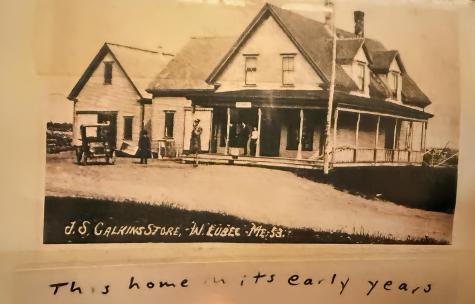 J.S. CALKINS STORE, -W. LUBEC -ME-53.
This home in its early years